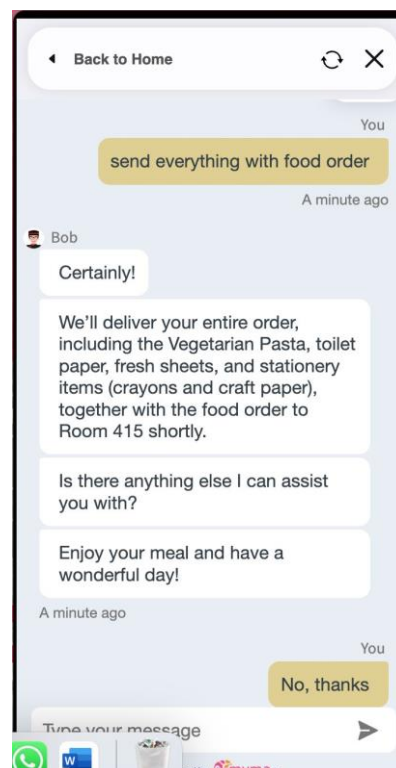 Back to Home
You
send everything with food order
A minute ago
Bob
Certainly!
We’ll deliver your entire order,
including the Vegetarian Pasta, toilet
paper, fresh sheets, and stationery
items (crayons and craft paper),
together with the food order to
Room 415 shortly.
Is there anything else I can assist
you with?
Enjoy your meal and have a
wonderful day!
A minute ago
You
No, thanks
Type your message
W